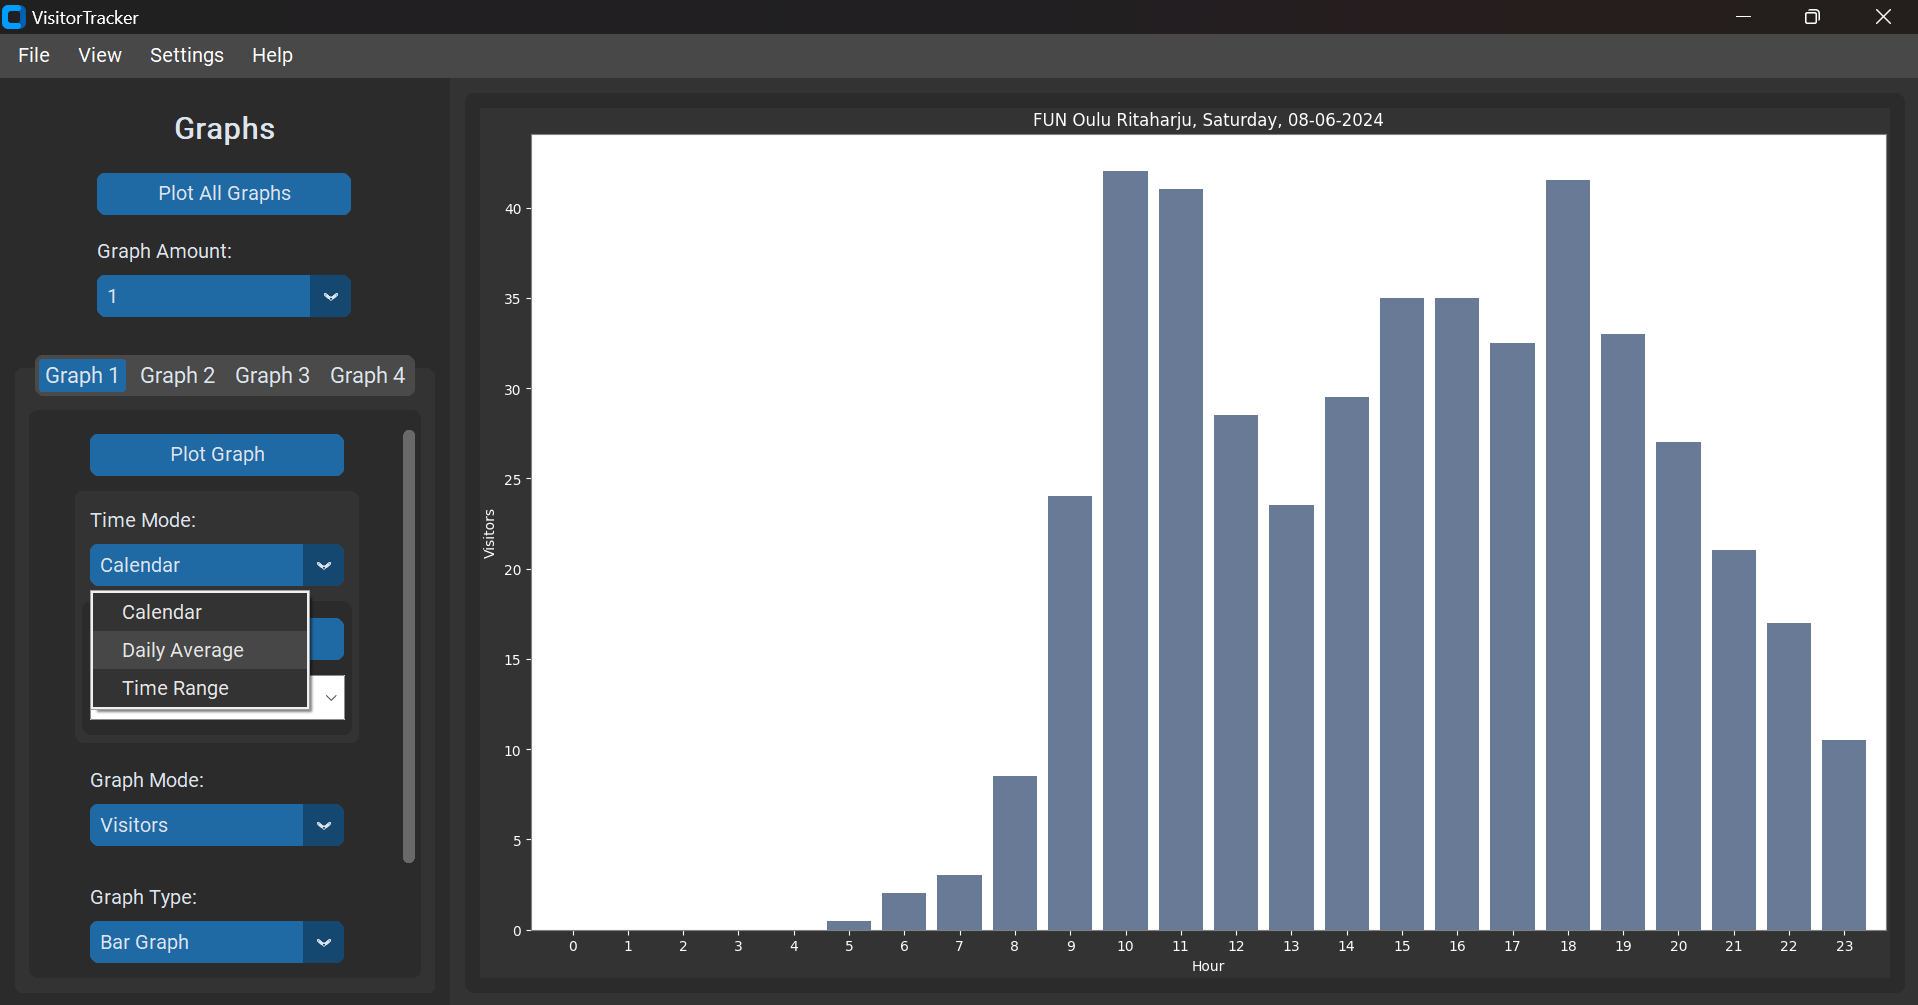 VisitorTracker
File View Settings Help
Graphs
Plot All Graphs
Graph Amount:
1
Graph 1 Graph 2 Graph 3 Graph 4
Plot Graph
Time Mode:
Calendar
Calendar
Daily Average
Time Range
Graph Mode:
Visitors
Graph Type:
Bar Graph
FUN Oulu Ritaharju, Saturday, 08-06-2024
Visitors
40
35
30
25
20
15
10
5
0
0 1 2 3 4 5 6 7 8 9 10 11 12 13 14 15 16 17 18 19 20 21 22 23
Hour